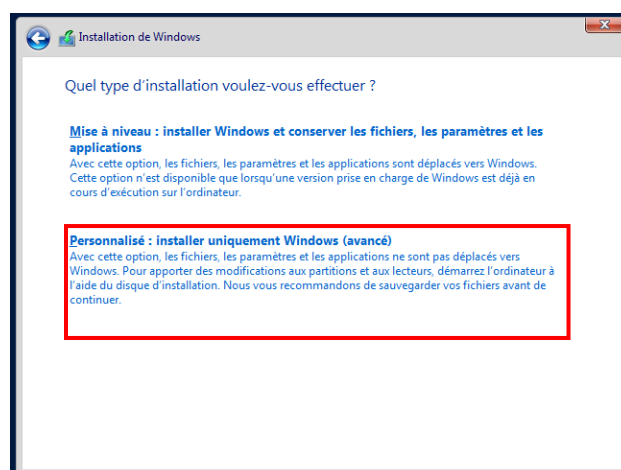 Installation de Windows
Quel type d'installation voulez-vous effectuer ?
Mise à niveau : installer Windows et conserver les fichiers, les paramètres et les
applications
Avec cette option, les fichiers, les paramètres et les applications sont déplacés vers Windows.
Cette option n'est disponible que lorsqu'une version prise en charge de Windows est déjà en
cours d'exécution sur l'ordinateur.
Personnalisé : installer uniquement Windows (avancé)
Avec cette option, les fichiers, les paramètres et les applications ne sont pas déplacés vers
Windows. Pour apporter des modifications aux partitions et aux lecteurs, démarrez l'ordinateur à
l'aide du disque d'installation. Nous vous recommandons de sauvegarder vos fichiers avant de
continuer.